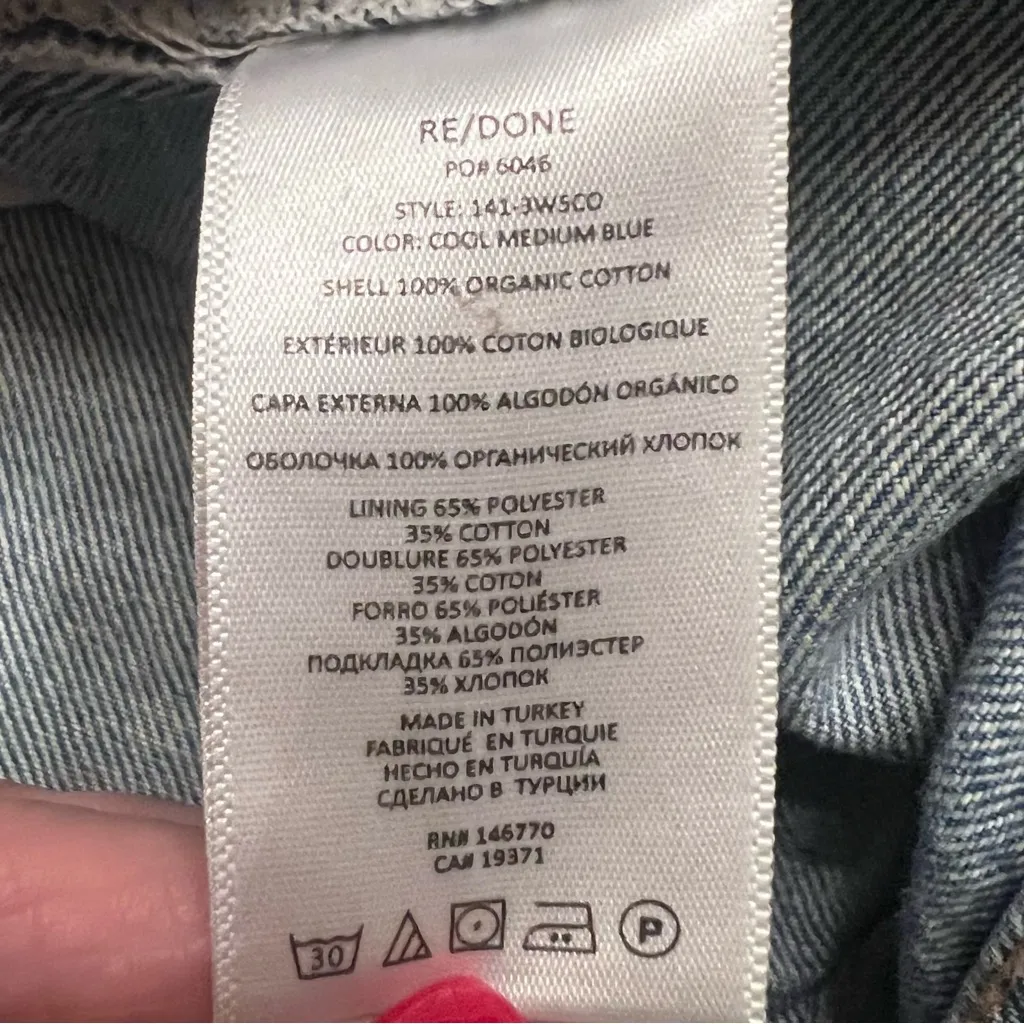 RE/DONE
PO# 6046
STYLE: 141-3W5CO
COLOR: COOL MEDIUM BLUE
SHELL 100% ORGANIC COTTON
EXTÉRIEUR 100% COTON BIOLOGIQUE
CAPA EXTERNA 100% ALGODÓN ORGÁNICO
ОБОЛОЧКА 100% ОРГАНИЧЕСКИЙ ХЛОПОК
LINING 65% POLYESTER
35% COTTON
DOUBLURE 65% POLYESTER
35% COTON
FORRO 65% POLIÉSTER
35% ALGODÓN
ПОДКЛАДКА 65% ПОЛИЭСТЕР
35% ХЛОПОК
MADE IN TURKEY
FABRIQUÉ EN TURQUIE
HECHO EN TURQUÍA
СДЕЛАНО В ТУРЦИИ
RN# 146770
CA# 19371
30 P